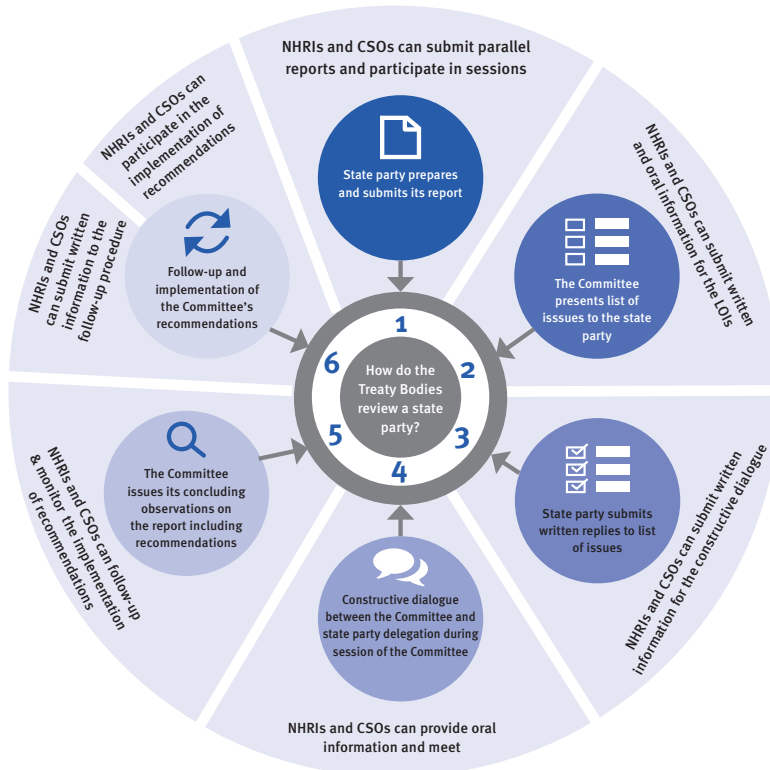 NHRIs and CSOs can submit parallel
reports and participate in sessions
State party prepares
and submits its report
NHRIs and CSOs can submit written
and oral information for the LOIs
The Committee
presents list of
isssues to the state
party
NHRIs and CSOs can submit written
information for the constructive dialogue
State party submits
written replies to list
of issues
NHRIs and CSOs can provide oral
information and meet
Constructive dialogue
between the Committee and
state party delegation during
session of the Committee
NHRIs and CSOs can follow-up
& monitor the implementation
of recommendations
The Committee
issues its concluding
observations on
the report including
recommendations
NHRIs and CSOs
can submit written
information to the
follow-up procedure
NHRIs and CSOs can
participate in the
implementation of
recommendations
Follow-up and
implementation of
the Committee's
recommendations
1
2
3
4
5
6
How do the
Treaty Bodies
review a state
party?